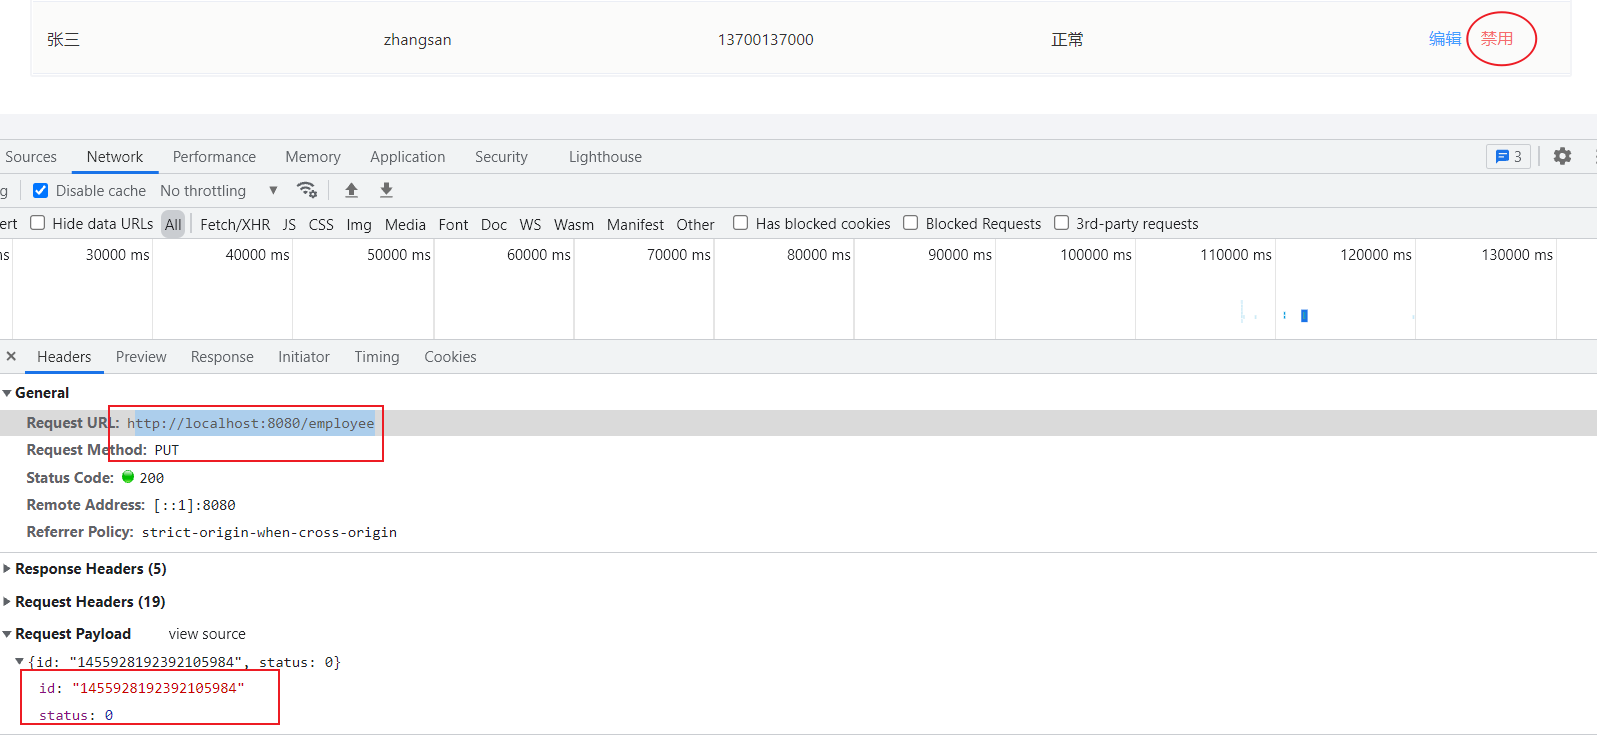 张三 zhangsan 13700137000 正常 编辑 禁用
Sources Network Performance Memory Application Security Lighthouse 3
g Disable cache No throttling
ert Hide data URLs All Fetch/XHR JS CSS Img Media Font Doc WS Wasm Manifest Other Has blocked cookies Blocked Requests 3rd-party requests
ms 30000 ms 40000 ms 50000 ms 60000 ms 70000 ms 80000 ms 90000 ms 100000 ms 110000 ms 120000 ms 130000 ms
Headers Preview Response Initiator Timing Cookies
General
Request URL: http://localhost:8080/employee
Request Method: PUT
Status Code: 200
Remote Address: [::1]:8080
Referrer Policy: strict-origin-when-cross-origin
Response Headers (5)
Request Headers (19)
Request Payload view source
{id: "1455928192392105984", status: 0}
id: "1455928192392105984"
status: 0